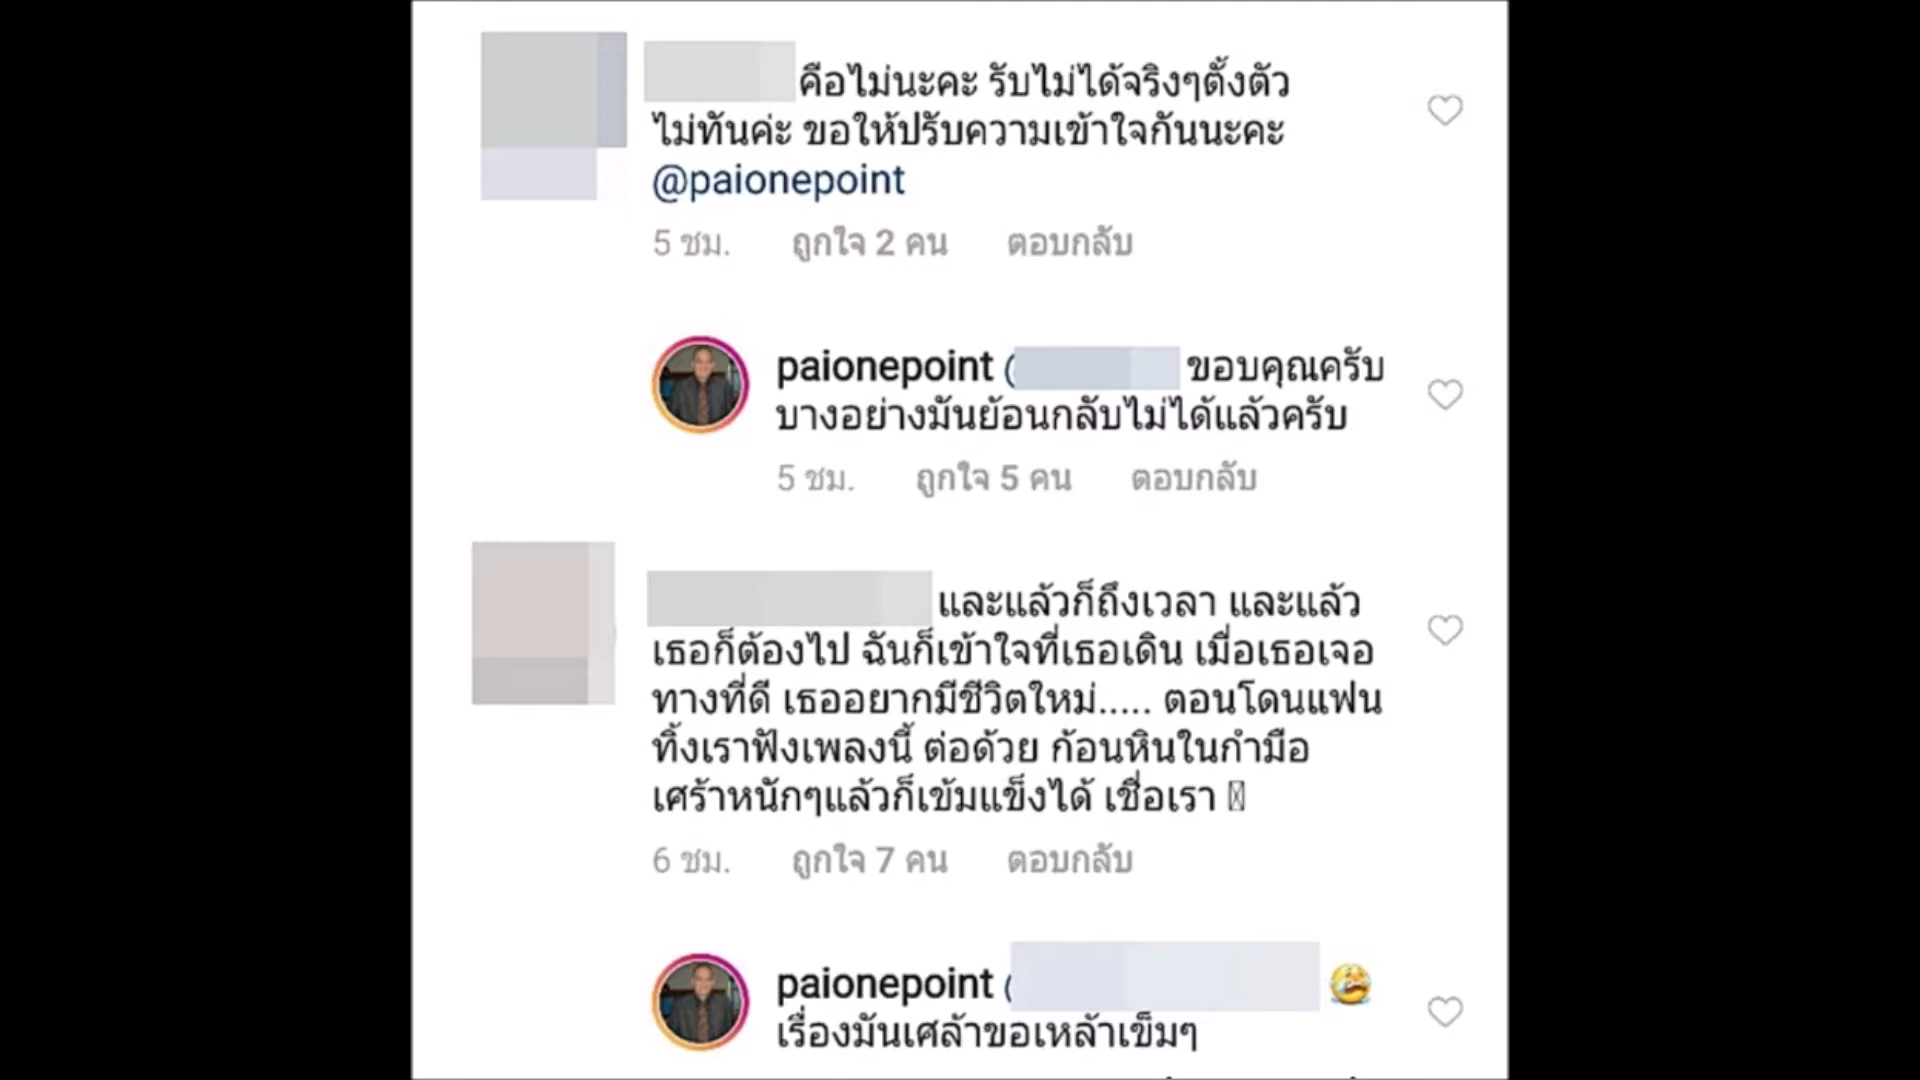 คือไม่นะคะ รับไม่ได้จริงๆตั้งตัว
ไม่ทันค่ะ ขอให้ปรับความเข้าใจกันนะคะ
@paionepoint
5 ชม. ถูกใจ 2 คน ตอบกลับ
paionepoint ขอบคุณครับ
บางอย่างมันย้อนกลับไม่ได้แล้วครับ
5 ชม. ถูกใจ 5 คน ตอบกลับ
และแล้วก็ถึงเวลา และแล้ว
เธอก็ต้องไป ฉันก็เข้าใจที่เธอเดิน เมื่อเธอเจอ
ทางที่ดี เธออยากมีชีวิตใหม่..... ตอนโดนแฟน
ทิ้งเราฟังเพลงนี้ ต่อด้วย ก้อนหินในกำมือ
เศร้าหนักๆแล้วก็เข้มแข็งได้ เชื่อเรา
6 ชม. ถูกใจ 7 คน ตอบกลับ
paionepoint 😭
เรื่องมันเศล้าขอเหล้าเข็มๆ